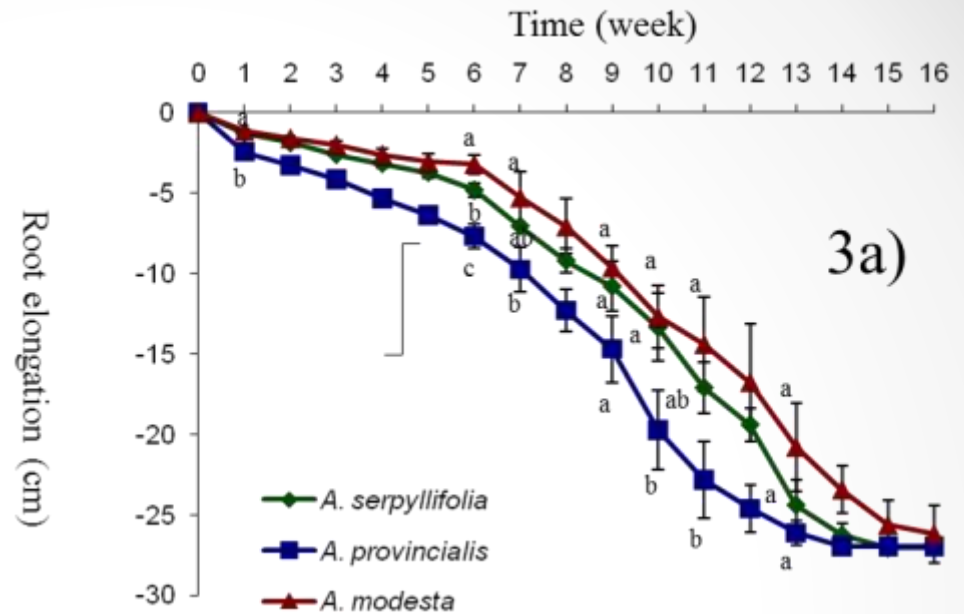 Time (week)
0 1 2 3 4 5 6 7 8 9 10 11 12 13 14 15 16
0
-5
-10
-15
-20
-25
-30
Root elongation (cm)
3a)
a
b
a
b
c
a
ab
b
a
a
a
a
a
b
a
ab
b
a
a
a
A. serpyllifolia
A. provincialis
A. modesta